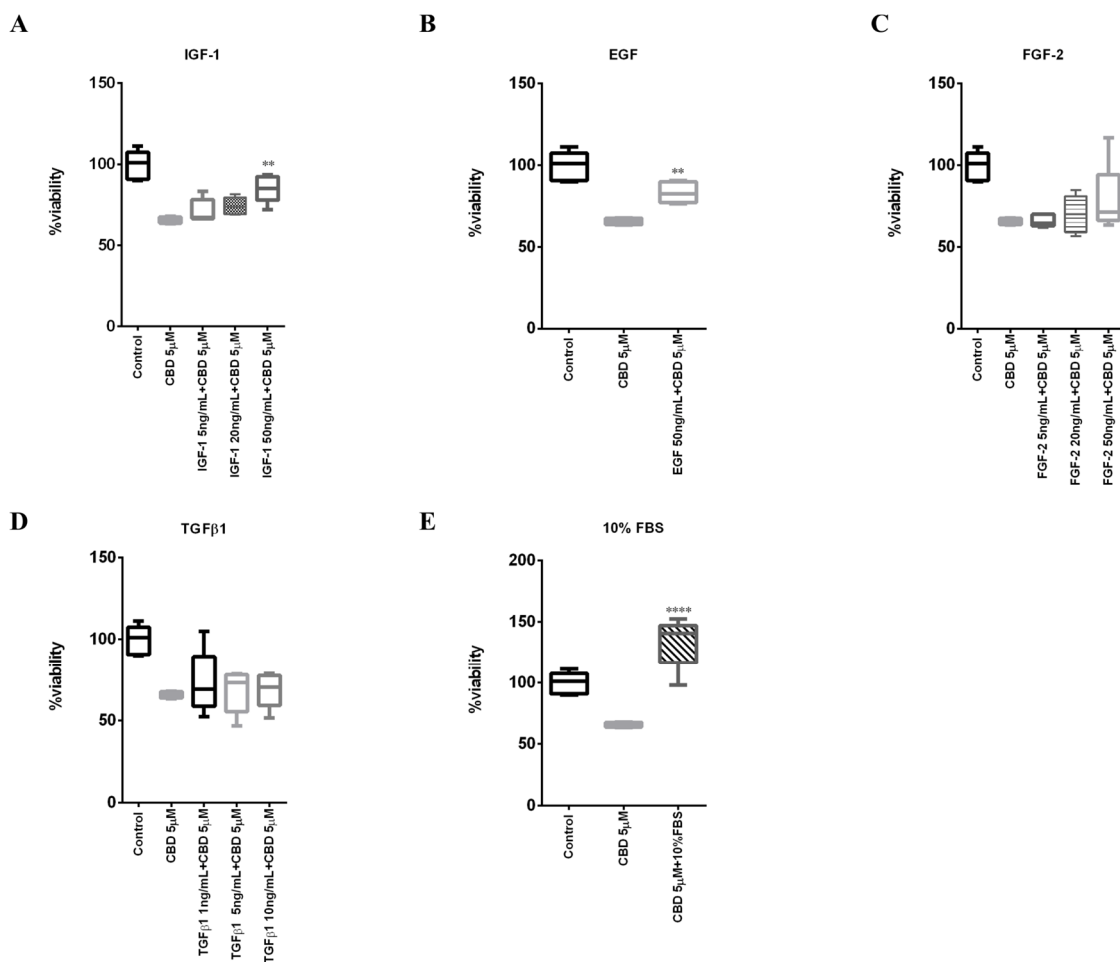 A
IGF-1
150
100
50
0
%viability
**
Control
CBD 5μM
IGF-1 5ng/mL+CBD 5μM
IGF-1 20ng/mL+CBD 5μM
IGF-1 50ng/mL+CBD 5μM
B
EGF
150
100
50
0
%viability
**
Control
CBD 5μM
EGF 50ng/mL+CBD 5μM
C
FGF-2
150
100
50
0
%viability
Control
CBD 5μM
FGF-2 5ng/mL+CBD 5μM
FGF-2 20ng/mL+CBD 5μM
FGF-2 50ng/mL+CBD 5μM
D
TGFβ1
150
100
50
0
%viability
Control
CBD 5μM
TGFβ1 1ng/mL+CBD 5μM
TGFβ1 5ng/mL+CBD 5μM
TGFβ1 10ng/mL+CBD 5μM
E
10% FBS
200
150
100
50
0
%viability
****
Control
CBD 5μM
CBD 5μM+10%FBS